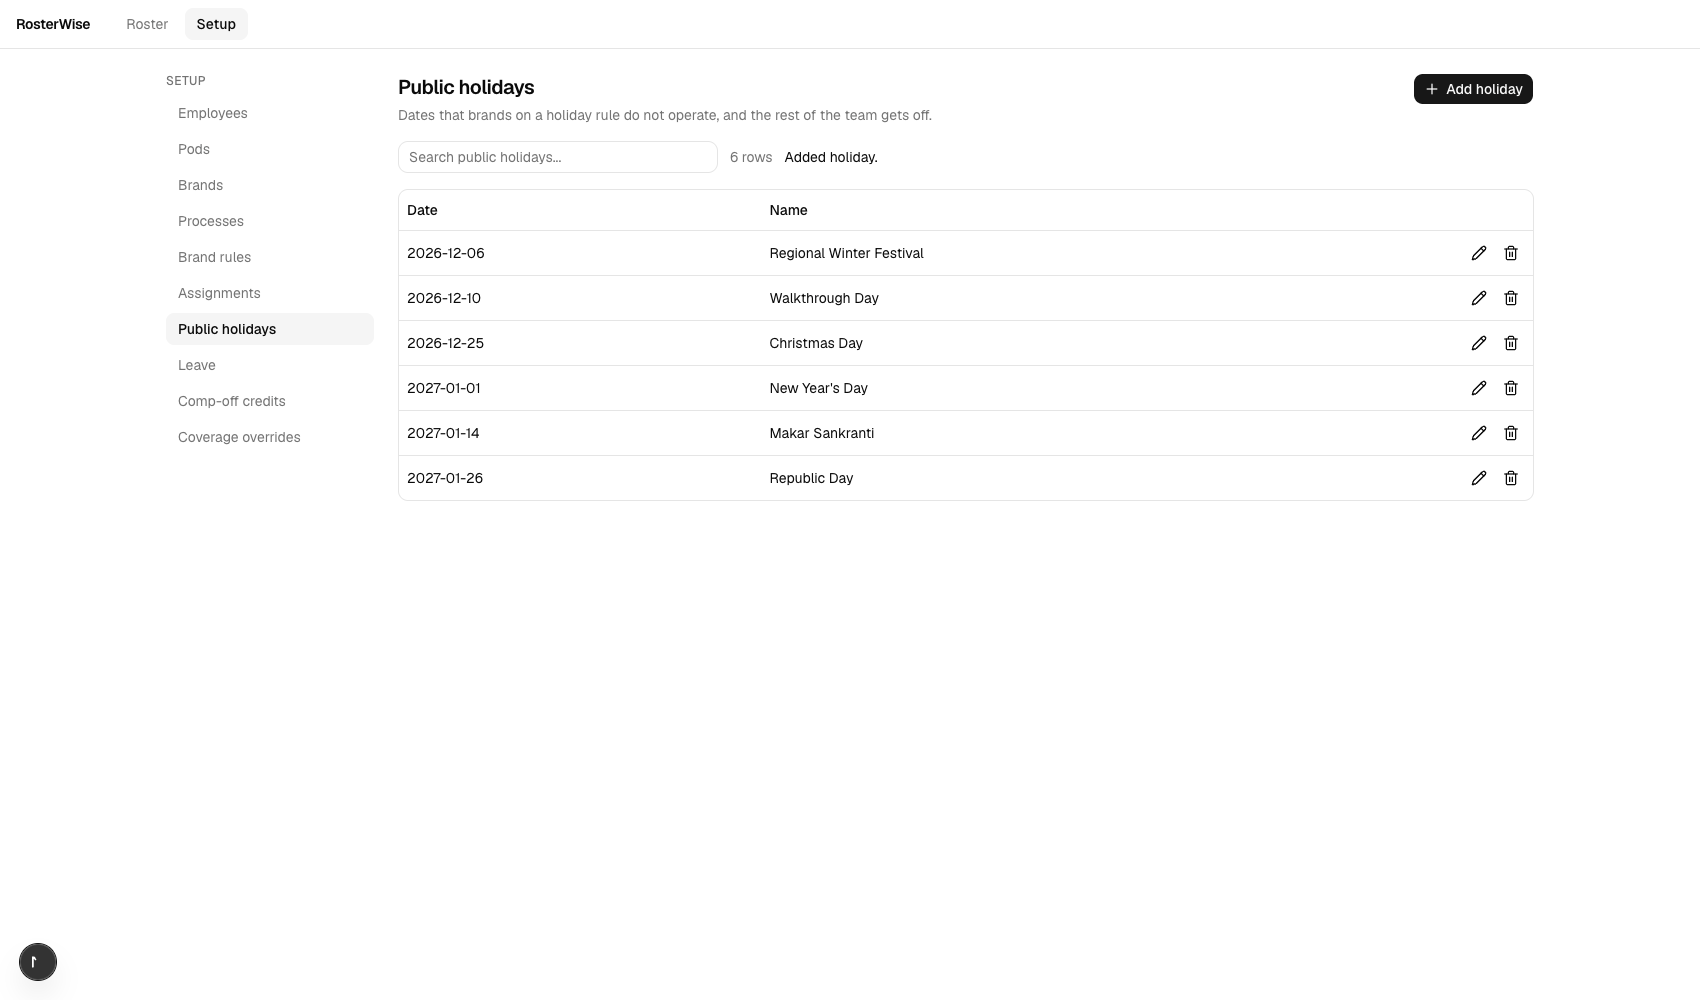 RosterWise Roster Setup
SETUP
Employees
Pods
Brands
Processes
Brand rules
Assignments
Public holidays
Leave
Comp-off credits
Coverage overrides
Public holidays
Add holiday
Dates that brands on a holiday rule do not operate, and the rest of the team gets off.
Search public holidays... 6 rows Added holiday.
Date Name
2026-12-06 Regional Winter Festival
2026-12-10 Walkthrough Day
2026-12-25 Christmas Day
2027-01-01 New Year's Day
2027-01-14 Makar Sankranti
2027-01-26 Republic Day